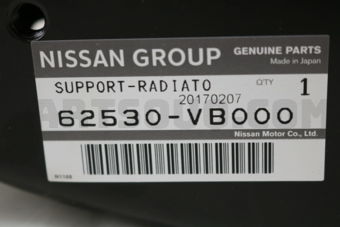 NISSAN GROUP GENUINE PARTS
Made in Japan
SUPPORT-RADIATO Q'TY 1
20170207
62530-VB000
Nissan Motor Co., Ltd.